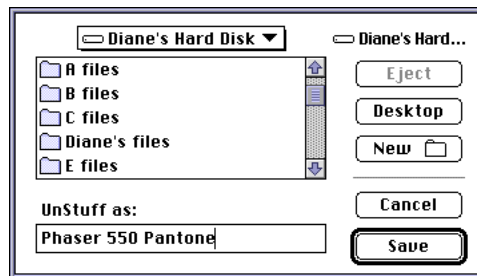 Diane's Hard Disk
Diane's Hard...
A files
B files
C files
Diane's files
E files
Eject
Desktop
New
UnStuff as:
Phaser 550 Pantone
Cancel
Save